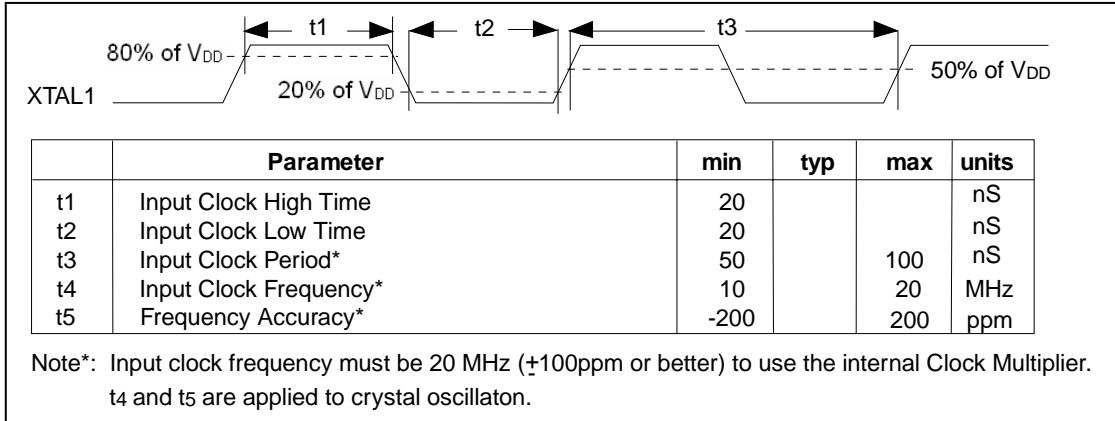 t1 t2 t3
80% of VDD
50% of VDD
XTAL1 20% of VDD
Parameter min typ max units
t1 Input Clock High Time 20 nS
t2 Input Clock Low Time 20 nS
t3 Input Clock Period* 50 100 nS
t4 Input Clock Frequency* 10 20 MHz
t5 Frequency Accuracy* -200 200 ppm
Note*: Input clock frequency must be 20 MHz (±100ppm or better) to use the internal Clock Multiplier.
t4 and t5 are applied to crystal oscillaton.